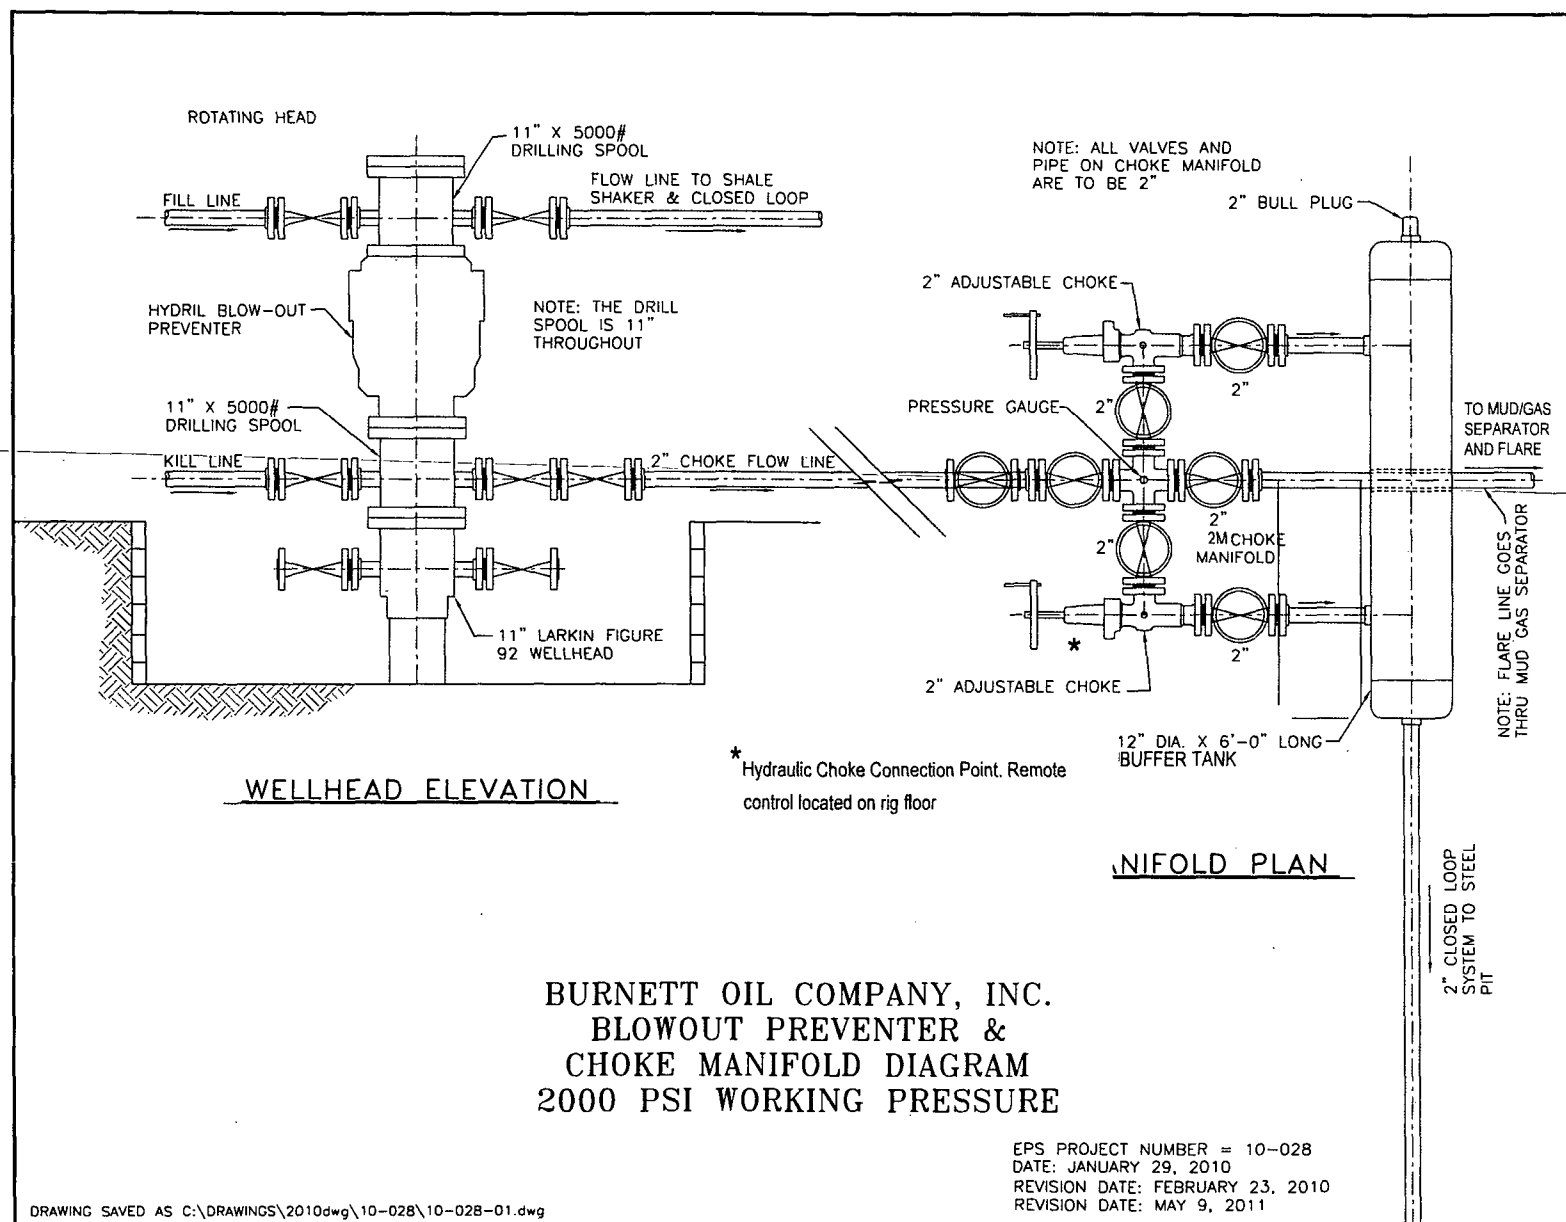 ROTATING HEAD
11" X 5000#
DRILLING SPOOL
FILL LINE
FLOW LINE TO SHALE
SHAKER & CLOSED LOOP
HYDRIL BLOW-OUT
PREVENTER
NOTE: THE DRILL
SPOOL IS 11"
THROUGHOUT
11" X 5000#
DRILLING SPOOL
KILL LINE
2" CHOKE FLOW LINE
11" LARKIN FIGURE
92 WELLHEAD
WELLHEAD ELEVATION
NOTE: ALL VALVES AND
PIPE ON CHOKE MANIFOLD
ARE TO BE 2"
2" BULL PLUG
2" ADJUSTABLE CHOKE
2"
2"
PRESSURE GAUGE
TO MUD/GAS
SEPARATOR
AND FLARE
2"
2M CHOKE
MANIFOLD
2"
2"
*
2" ADJUSTABLE CHOKE
12" DIA. X 6'-0" LONG
BUFFER TANK
NOTE: FLARE LINE GOES
THRU MUD GAS SEPARATOR
* Hydraulic Choke Connection Point. Remote
control located on rig floor
NIFOLD PLAN
2" CLOSED LOOP
SYSTEM TO STEEL
PIT
BURNETT OIL COMPANY, INC.
BLOWOUT PREVENTER &
CHOKE MANIFOLD DIAGRAM
2000 PSI WORKING PRESSURE
EPS PROJECT NUMBER = 10-028
DATE: JANUARY 29, 2010
REVISION DATE: FEBRUARY 23, 2010
REVISION DATE: MAY 9, 2011
DRAWING SAVED AS C:\DRAWINGS\2010dwg\10-028\10-028-01.dwg